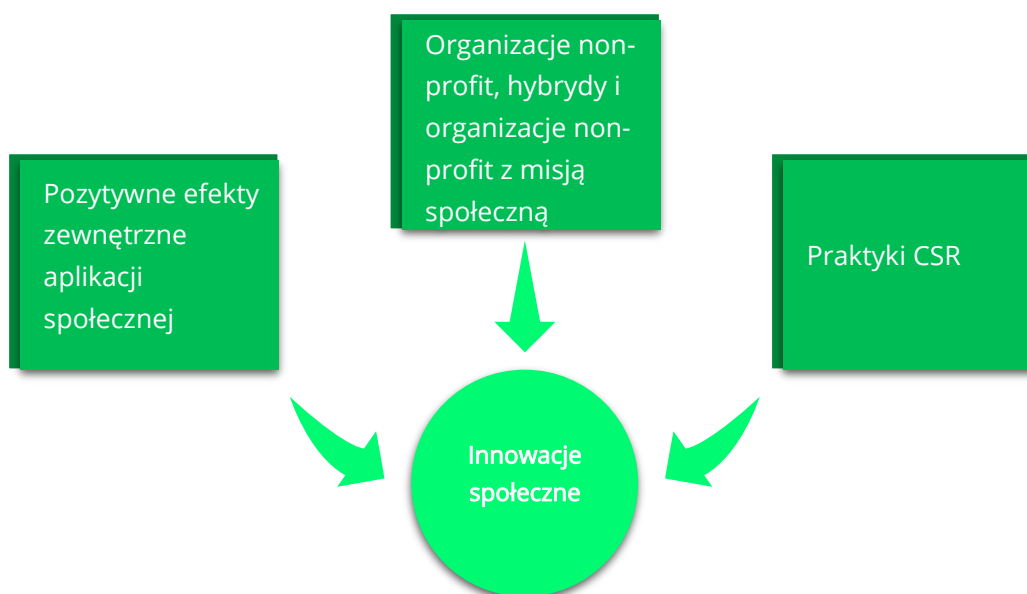 Organizacje non-
profit, hybrydy i
organizacje non-
profit z misją
społeczną
Pozytywne efekty
zewnętrzne
aplikacji
społecznej
Praktyki CSR
Innowacje
społeczne